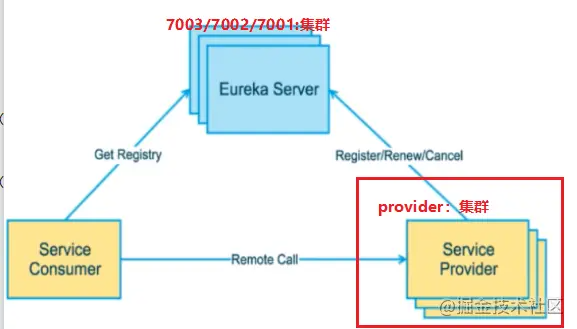 7003/7002/7001:集群
Eureka Server
Get Registry
Register/Renew/Cancel
provider：集群
Service
Consumer
Remote Call
Service
Provider
@掘金技术社区